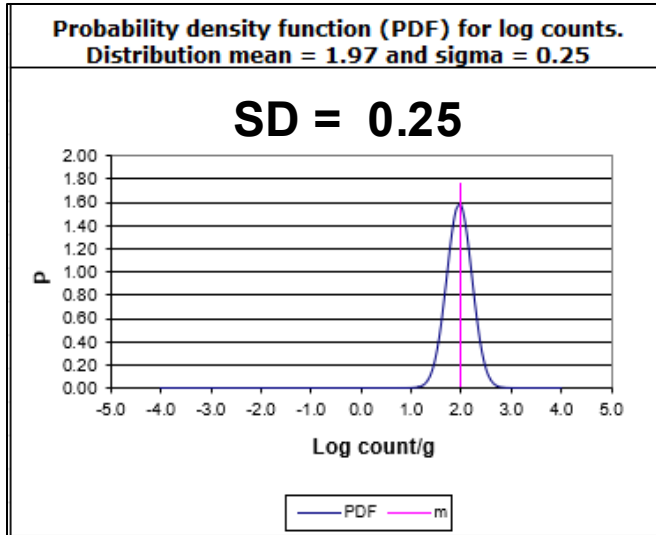 Probability density function (PDF) for log counts.
Distribution mean = 1.97 and sigma = 0.25
SD = 0.25
2.00
1.80
1.60
1.40
1.20
1.00
0.80
0.60
0.40
0.20
0.00
P
-5.0 -4.0 -3.0 -2.0 -1.0 0.0 1.0 2.0 3.0 4.0 5.0
Log count/g
PDF m